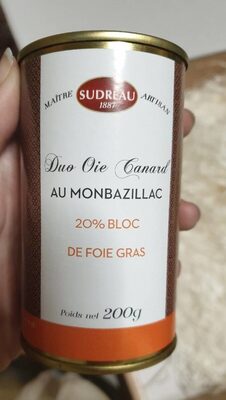 SUDREAU
1887
MAÎTRE ARTISAN
Duo Oie Canard
AU MONBAZILLAC
20% BLOC
DE FOIE GRAS
Poids net 200g